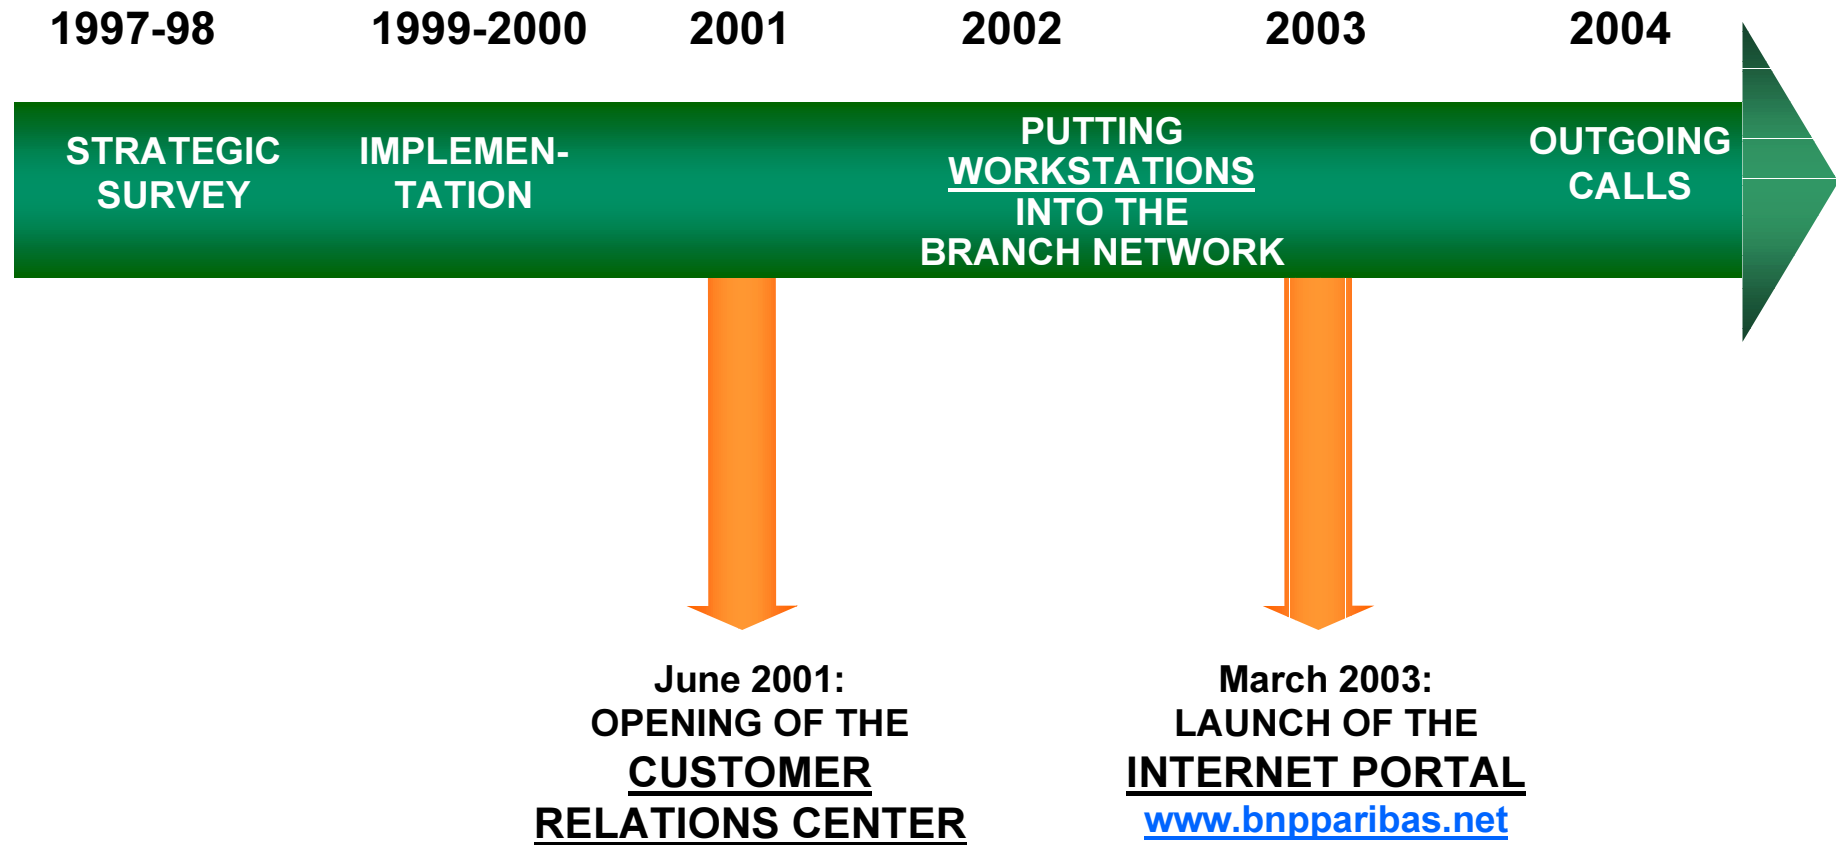 1997-98 1999-2000 2001 2002 2003 2004
STRATEGIC
SURVEY
IMPLEMEN-
TATION
PUTTING
WORKSTATIONS
INTO THE
BRANCH NETWORK
OUTGOING
CALLS
June 2001:
OPENING OF THE
CUSTOMER
RELATIONS CENTER
March 2003:
LAUNCH OF THE
INTERNET PORTAL
www.bnpparibas.net